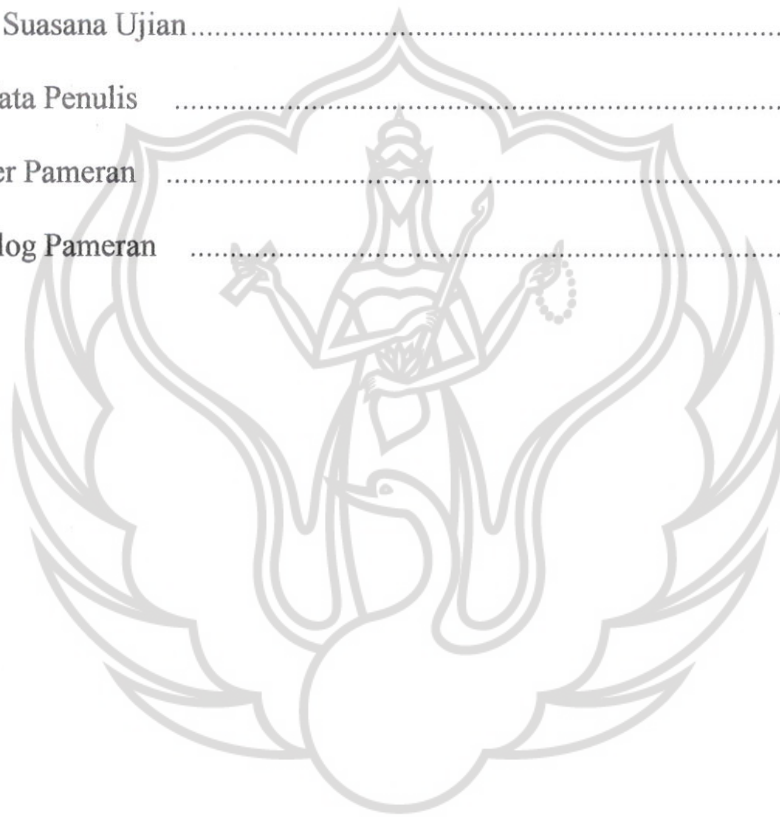 Suasana Ujian................................................................................
ata Penulis ................................................................................
er Pameran ................................................................................
log Pameran ................................................................................